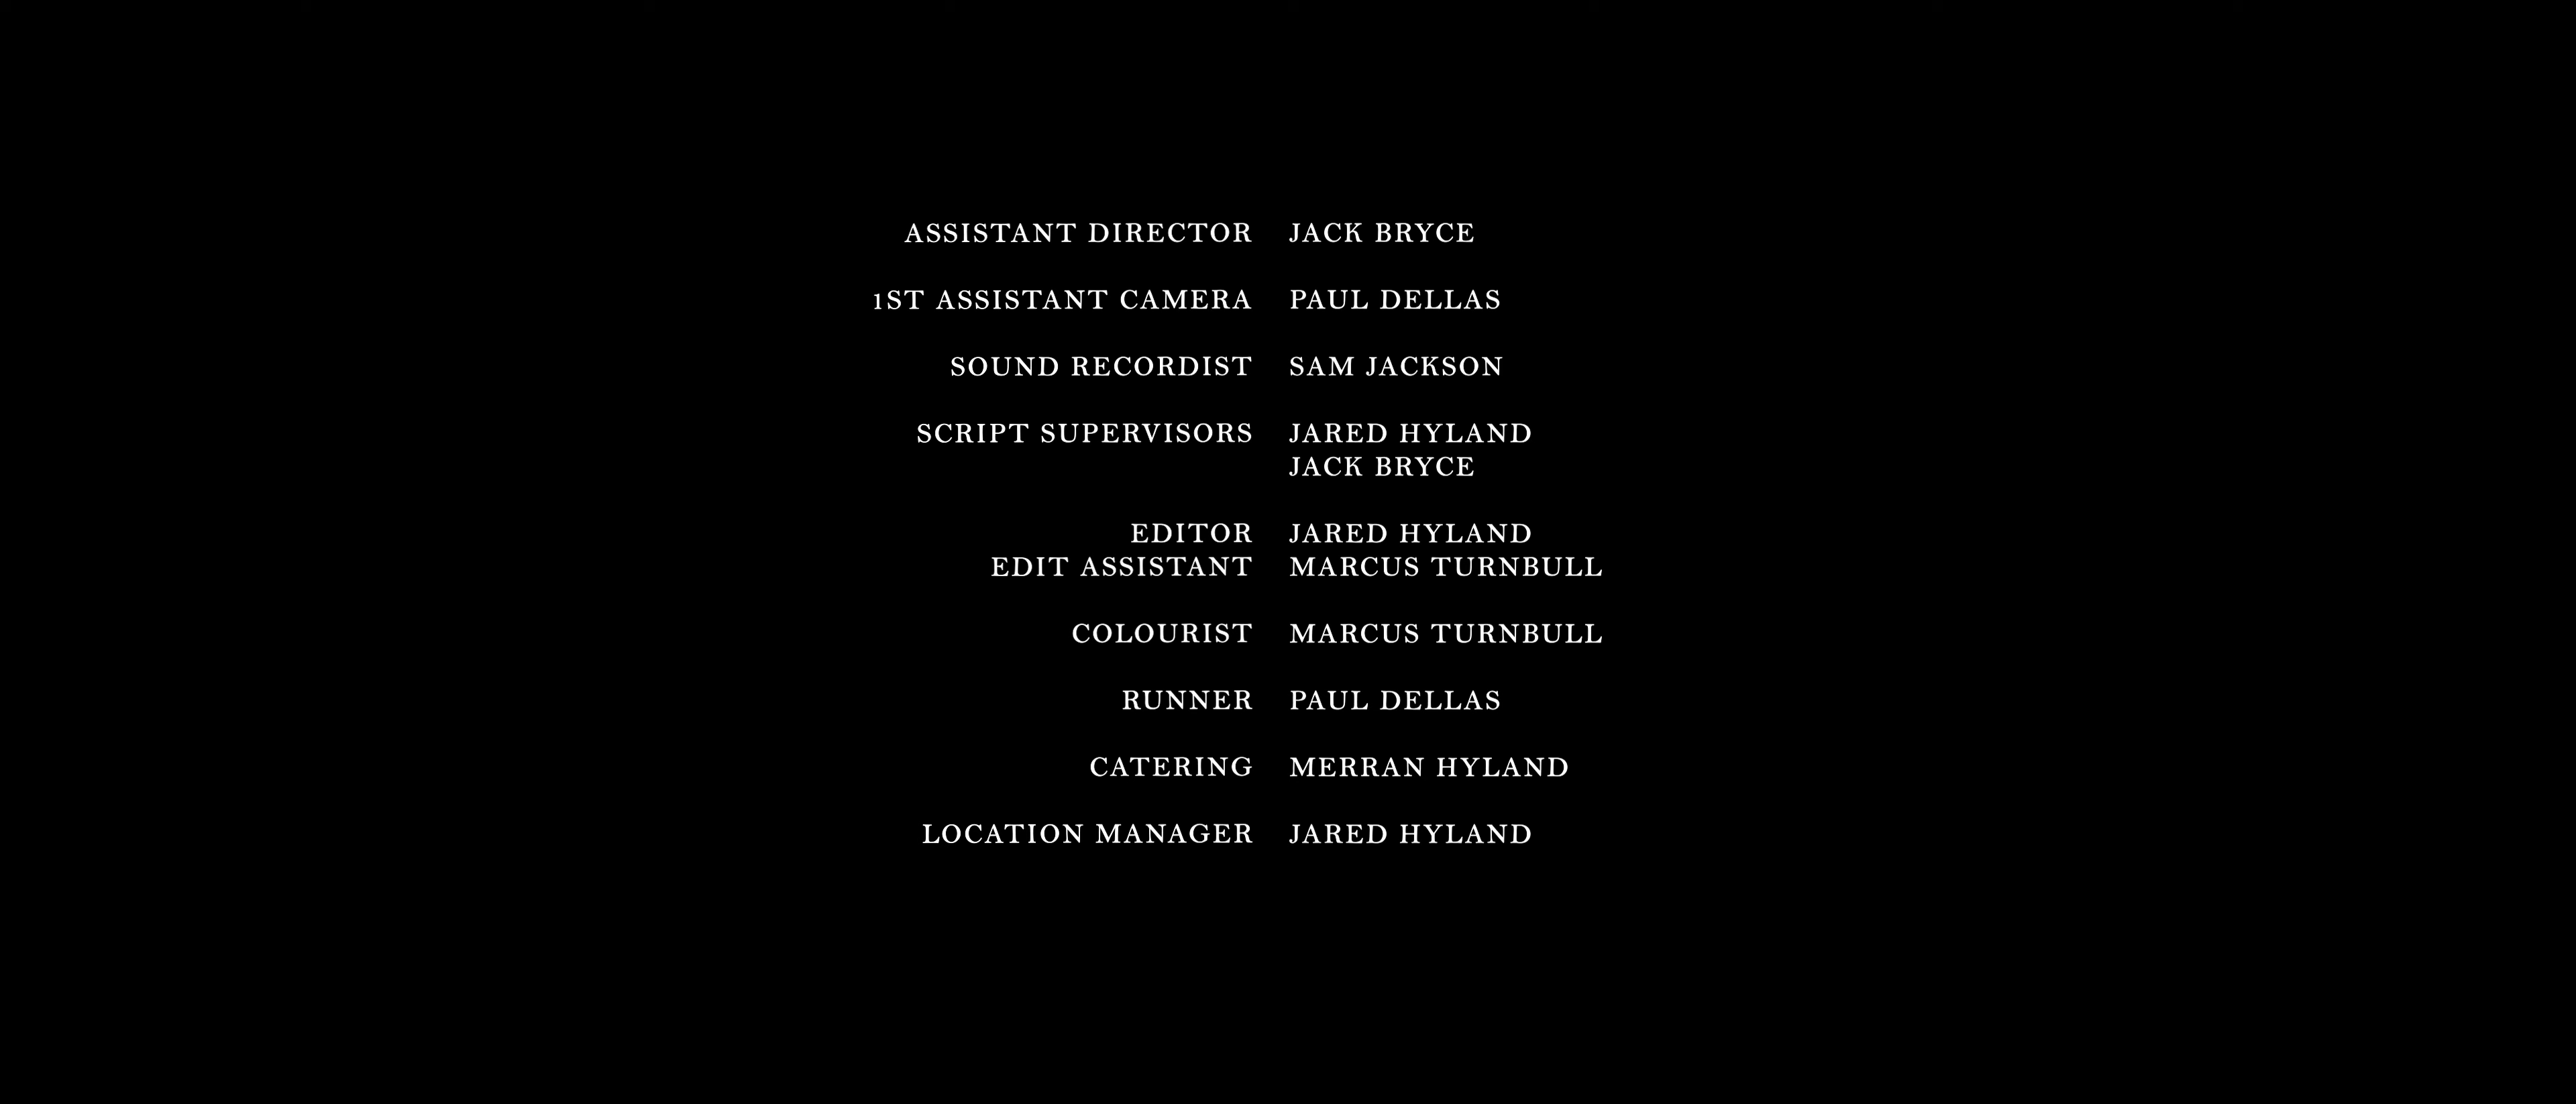 ASSISTANT DIRECTOR JACK BRYCE
1ST ASSISTANT CAMERA PAUL DELLAS
SOUND RECORDIST SAM JACKSON
SCRIPT SUPERVISORS JARED HYLAND
JACK BRYCE
EDITOR JARED HYLAND
EDIT ASSISTANT MARCUS TURNBULL
COLOURIST MARCUS TURNBULL
RUNNER PAUL DELLAS
CATERING MERRAN HYLAND
LOCATION MANAGER JARED HYLAND